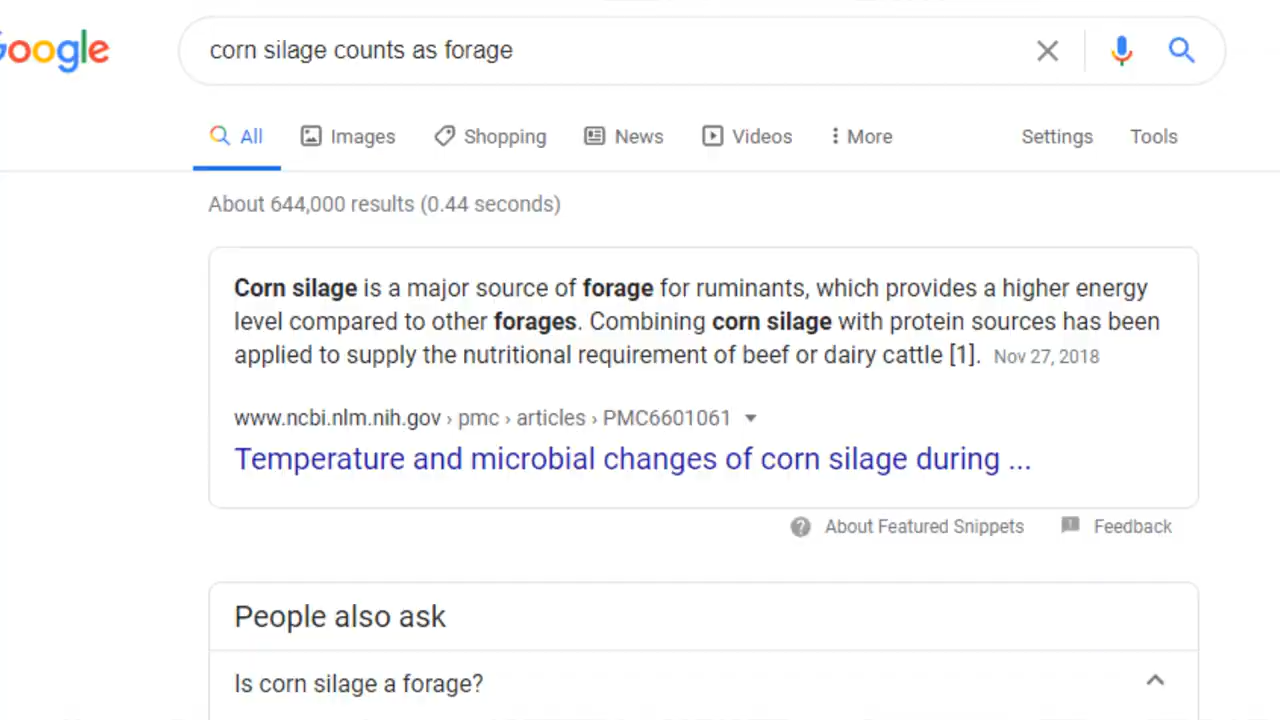 Google
corn silage counts as forage
All Images Shopping News Videos More Settings Tools
About 644,000 results (0.44 seconds)
Corn silage is a major source of forage for ruminants, which provides a higher energy
level compared to other forages. Combining corn silage with protein sources has been
applied to supply the nutritional requirement of beef or dairy cattle [1]. Nov 27, 2018
www.ncbi.nlm.nih.gov › pmc › articles › PMC6601061
Temperature and microbial changes of corn silage during ...
About Featured Snippets Feedback
People also ask
Is corn silage a forage?